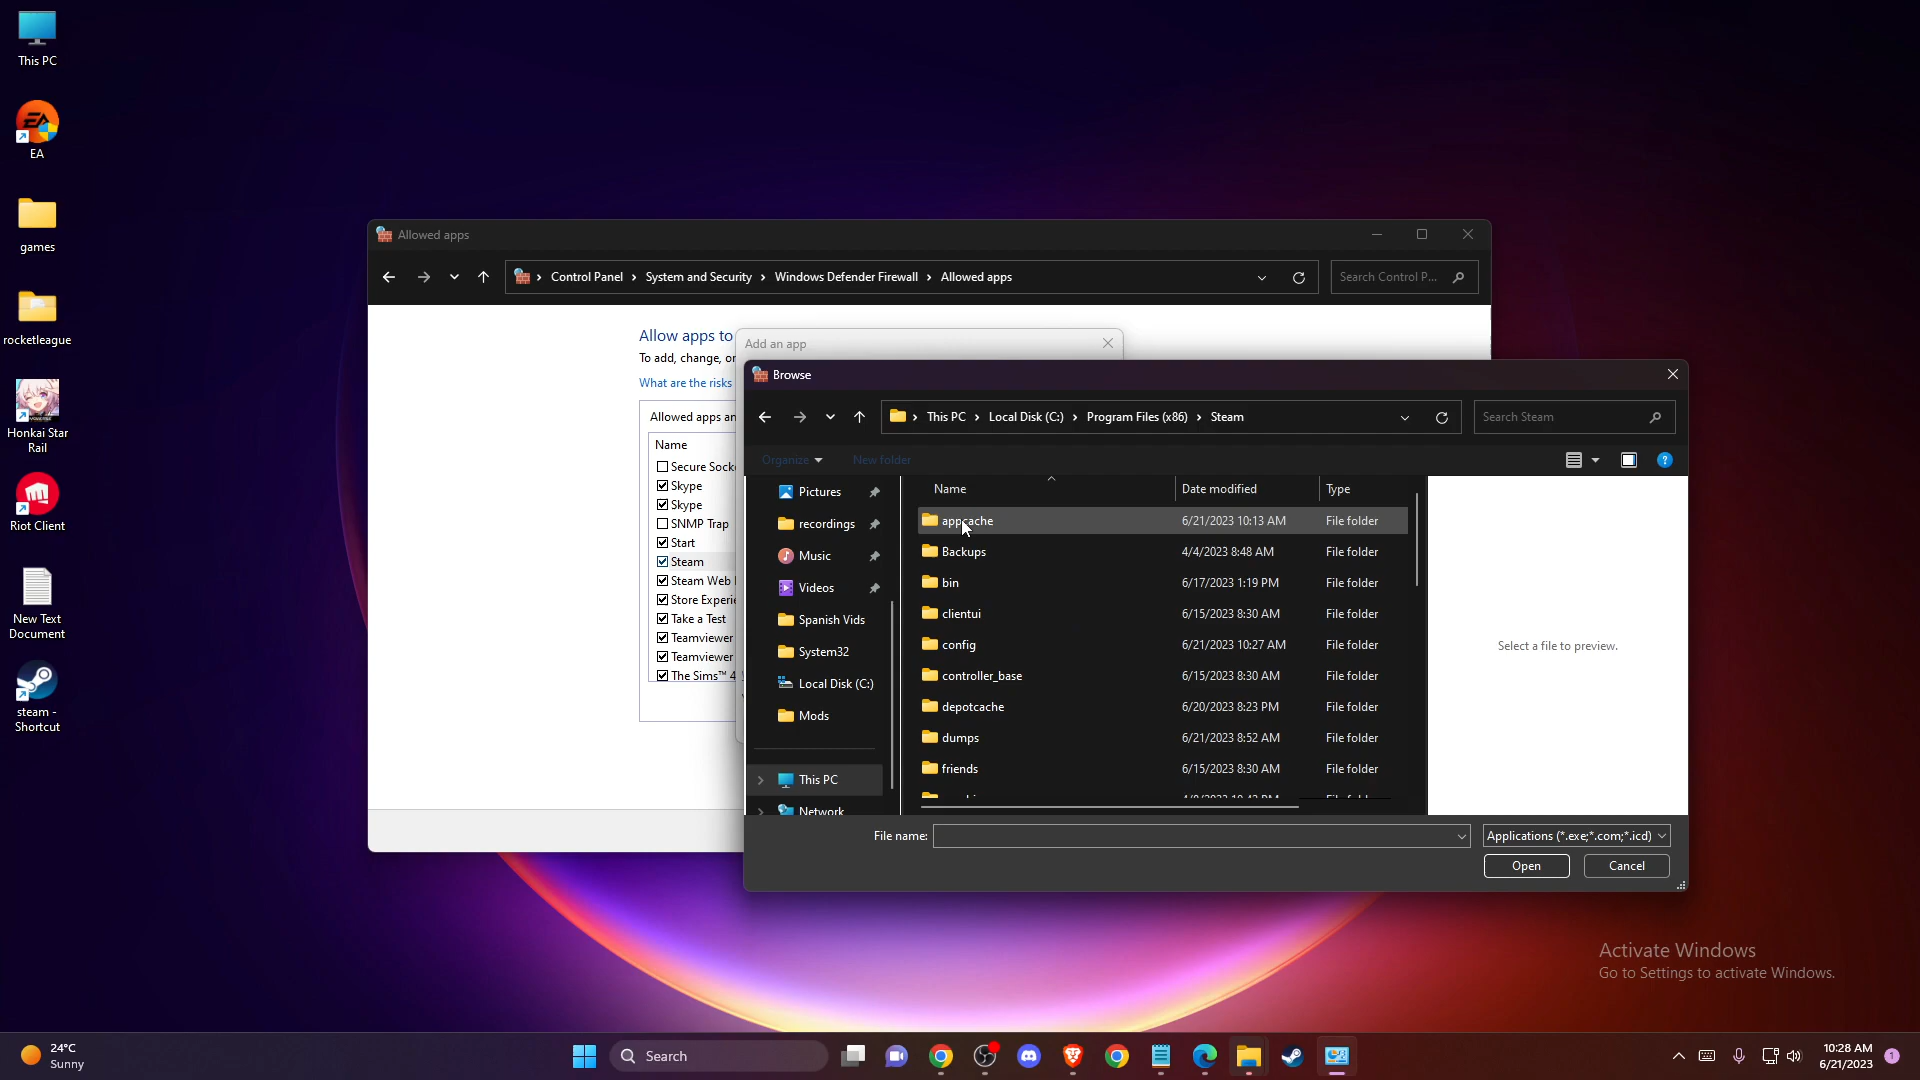 This PC
EA
games
rocketleague
Honkai Star
Rail
Riot Client
New Text
Document
steam -
Shortcut
Allowed apps
Control Panel › System and Security › Windows Defender Firewall › Allowed apps
Search Control P...
Allow apps to
To add, change, or
What are the risks
Allowed apps an
Name
Secure Socke
Skype
Skype
SNMP Trap
Start
Steam
Steam Web
Store Experie
Take a Test
Teamviewer
Teamviewer
The Sims™ 4
Add an app
Browse
This PC › Local Disk (C:) › Program Files (x86) › Steam
Search Steam
Organize
New folder
Pictures
recordings
Music
Videos
Spanish Vids
System32
Local Disk (C:)
Mods
This PC
Network
Name Date modified Type
appcache 6/21/2023 10:13 AM File folder
Backups 4/4/2023 8:48 AM File folder
bin 6/17/2023 1:19 PM File folder
clientui 6/15/2023 8:30 AM File folder
config 6/21/2023 10:27 AM File folder
controller_base 6/15/2023 8:30 AM File folder
depotcache 6/20/2023 8:23 PM File folder
dumps 6/21/2023 8:52 AM File folder
friends 6/15/2023 8:30 AM File folder
Select a file to preview.
File name:
Applications (*.exe;*.com;*.icd)
Open
Cancel
Activate Windows
Go to Settings to activate Windows.
24°C
Sunny
Search
10:28 AM
6/21/2023
1